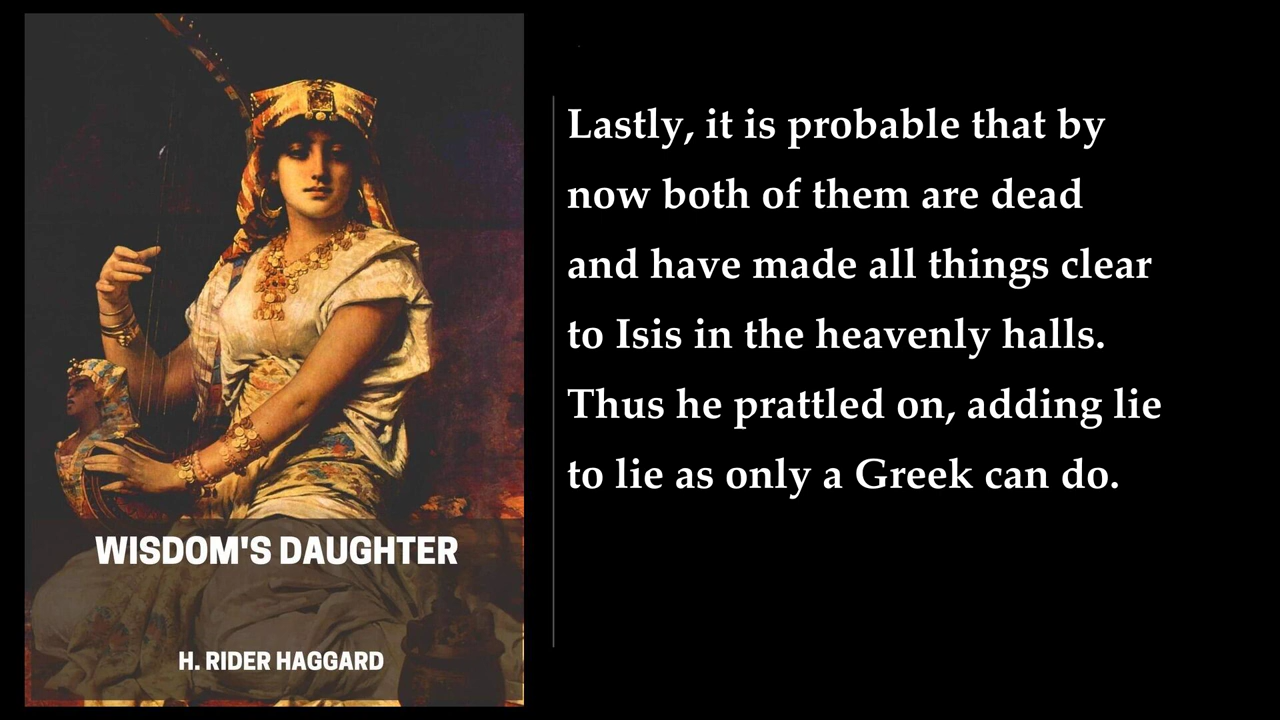 WISDOM'S DAUGHTER
H. RIDER HAGGARD
Lastly, it is probable that by
now both of them are dead
and have made all things clear
to Isis in the heavenly halls.
Thus he prattled on, adding lie
to lie as only a Greek can do.